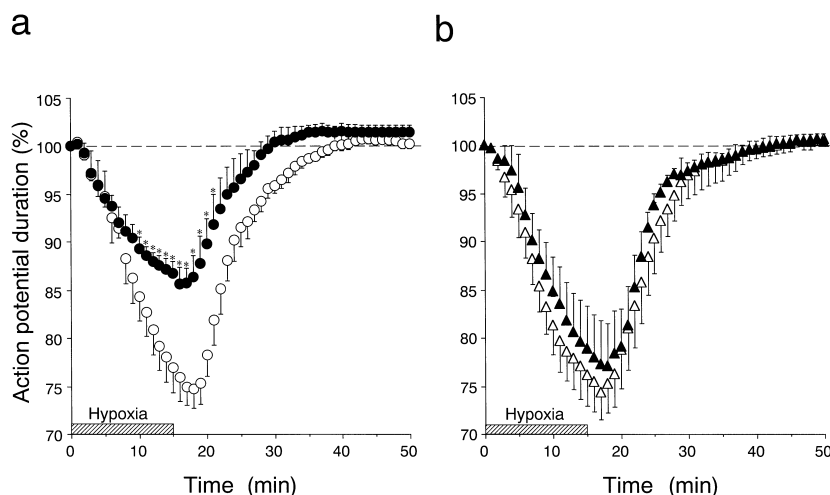 a
b
Action potential duration (%)
105
100
95
90
85
80
75
70
* * * * * * * * * * * *
Hypoxia
0 10 20 30 40 50
Time (min)
105
100
95
90
85
80
75
70
Hypoxia
0 10 20 30 40 50
Time (min)